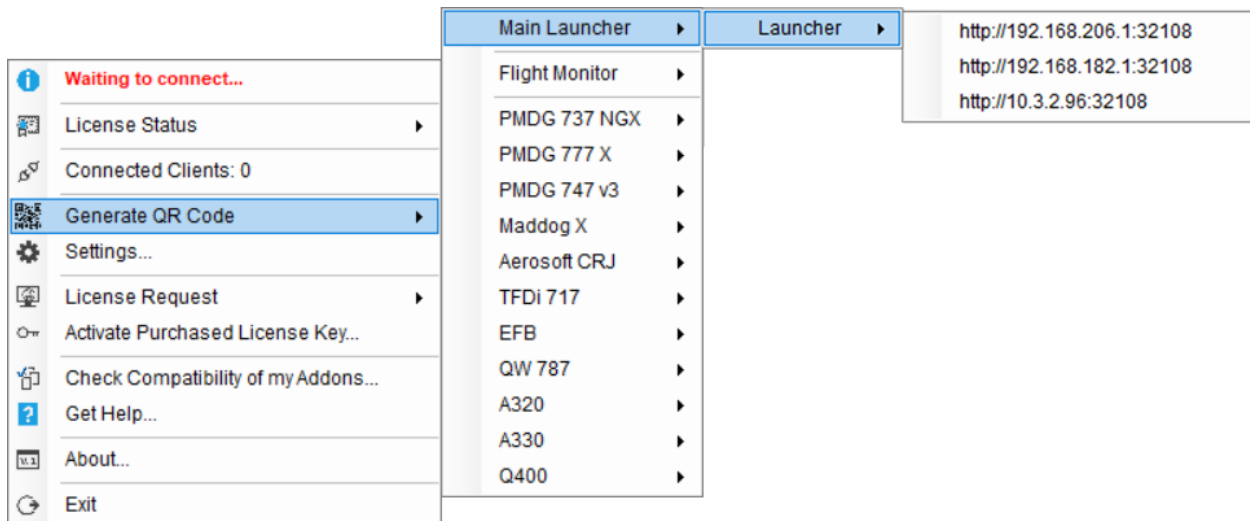 Waiting to connect...
License Status
Connected Clients: 0
Generate QR Code
Settings...
License Request
Activate Purchased License Key...
Check Compatibility of my Addons...
Get Help...
About...
Exit
Main Launcher
Flight Monitor
PMDG 737 NGX
PMDG 777 X
PMDG 747 v3
Maddog X
Aerosoft CRJ
TFDi 717
EFB
QW 787
A320
A330
Q400
Launcher
http://192.168.206.1:32108
http://192.168.182.1:32108
http://10.3.2.96:32108